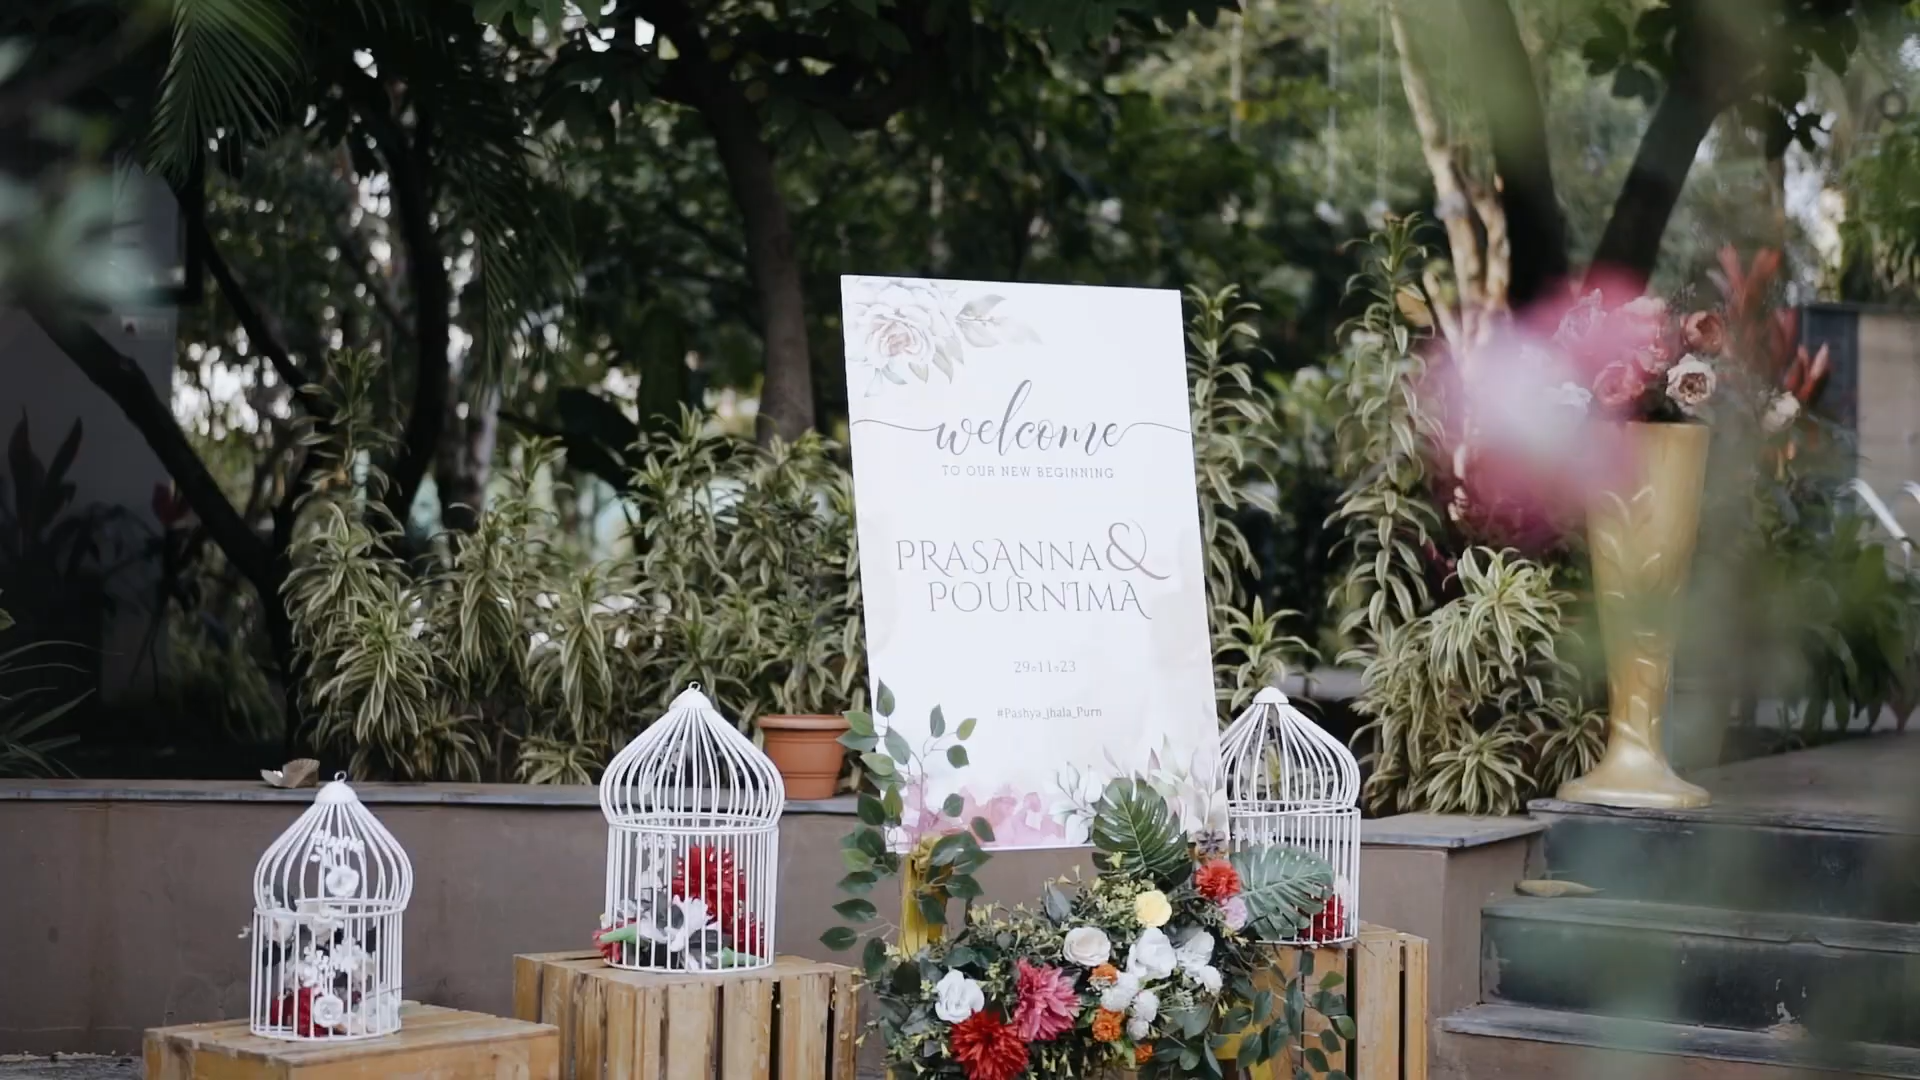 welcome
TO OUR NEW BEGINNING
PRASANNA &
POURNIMA
29•11•23
#Pashya_jhala_Purn